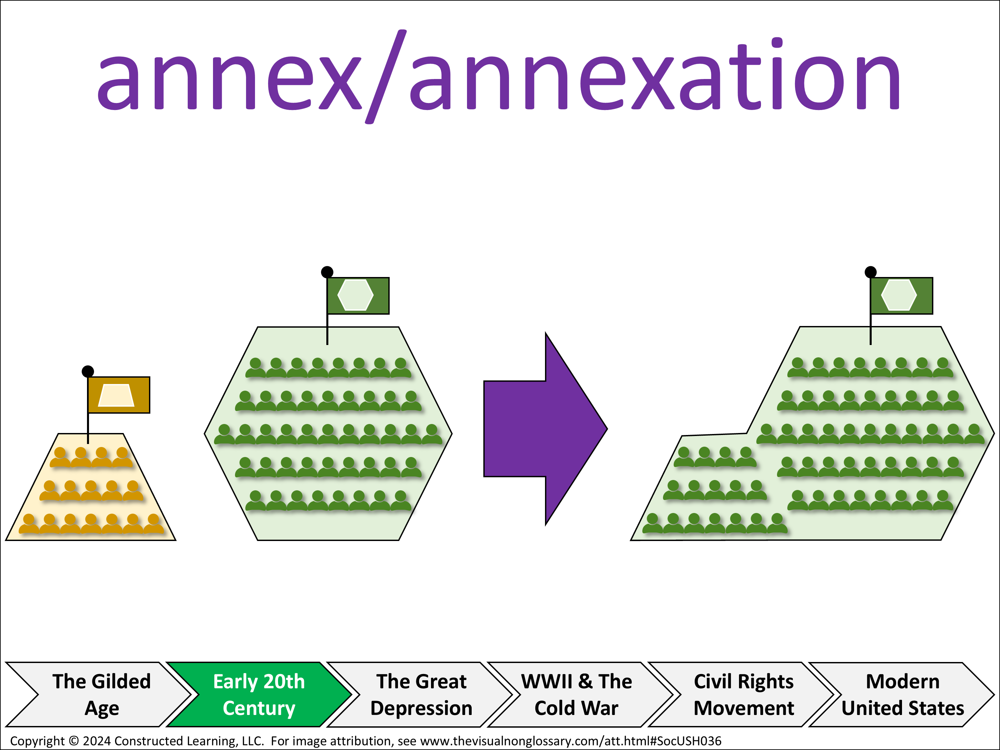 annex/annexation
The Gilded
Age
Early 20th
Century
The Great
Depression
WWII & The
Cold War
Civil Rights
Movement
Modern
United States
Copyright © 2024 Constructed Learning, LLC.  For image attribution, see www.thevisualnonglossary.com/att.html#SocUSH036